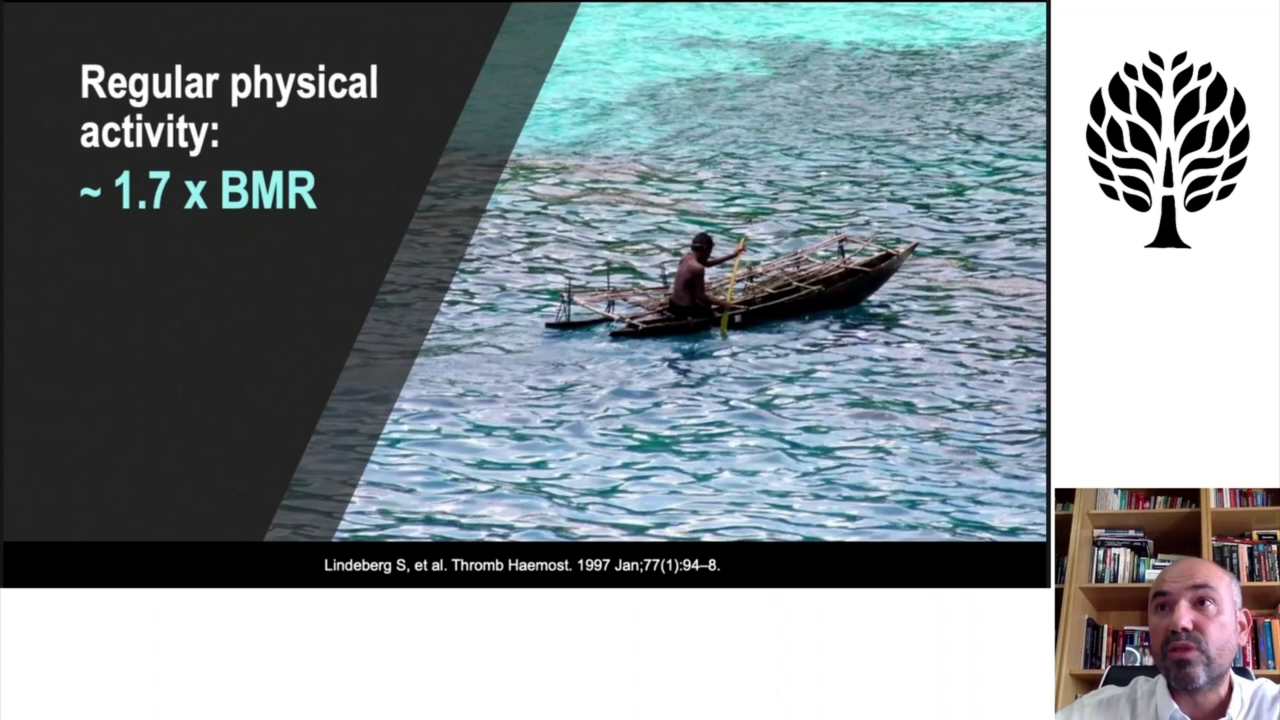 Regular physical
activity:
~ 1.7 x BMR
Lindeberg S, et al. Thromb Haemost. 1997 Jan;77(1):94–8.